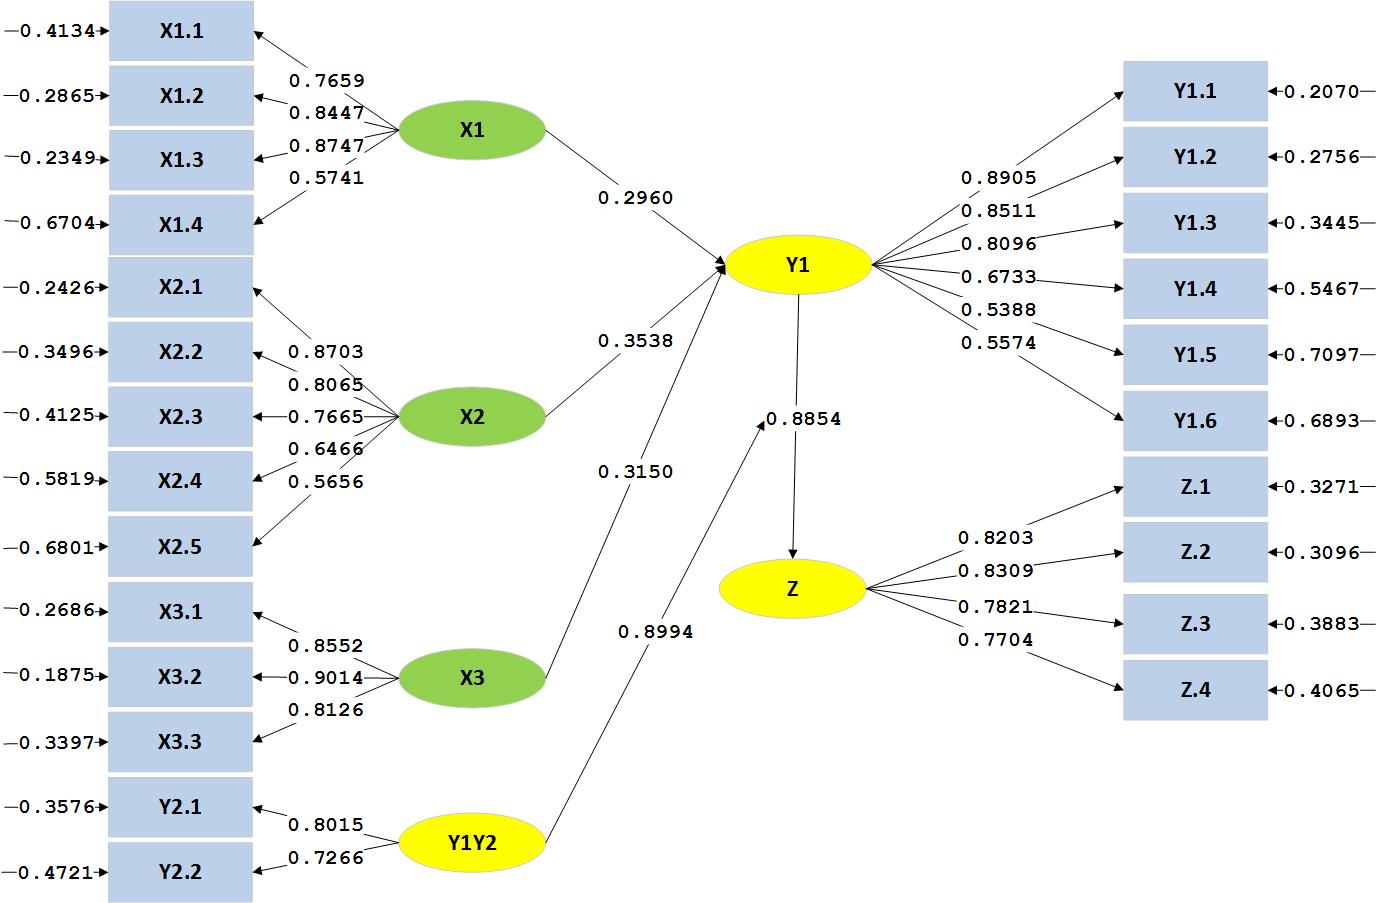 0.4134 X1.1
0.2865 X1.2
0.2349 X1.3
0.6704 X1.4
0.2426 X2.1
0.3496 X2.2
0.4125 X2.3
0.5819 X2.4
0.6801 X2.5
0.2686 X3.1
0.1875 X3.2
0.3397 X3.3
0.3576 Y2.1
0.4721 Y2.2
0.7659
0.8447
0.8747
0.5741
0.8703
0.8065
0.7665
0.6466
0.5656
0.8552
0.9014
0.8126
0.8015
0.7266
X1
X2
X3
Y1Y2
0.2960
0.3538
0.3150
0.8994
Y1
0.8854
Z
0.8905
0.8511
0.8096
0.6733
0.5388
0.5574
0.8203
0.8309
0.7821
0.7704
Y1.1 0.2070
Y1.2 0.2756
Y1.3 0.3445
Y1.4 0.5467
Y1.5 0.7097
Y1.6 0.6893
Z.1 0.3271
Z.2 0.3096
Z.3 0.3883
Z.4 0.4065